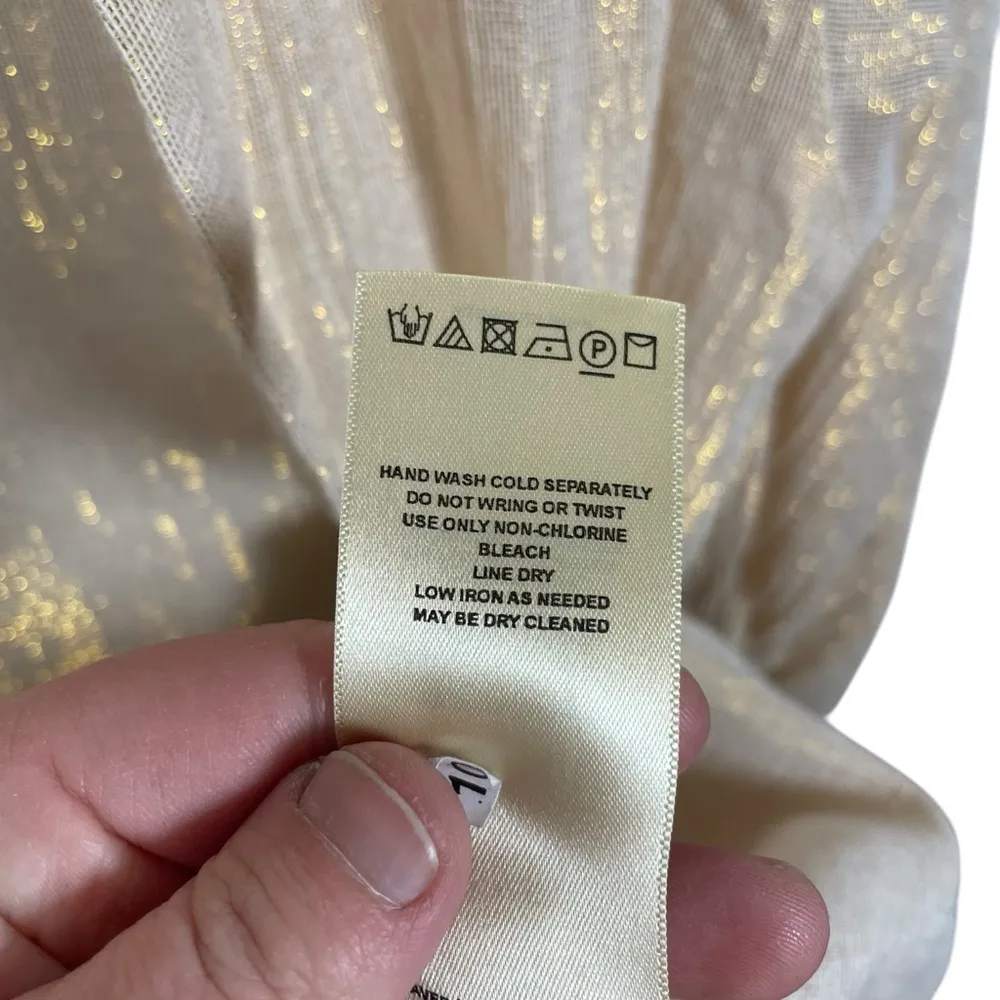 P
HAND WASH COLD SEPARATELY
DO NOT WRING OR TWIST
USE ONLY NON-CHLORINE
BLEACH
LINE DRY
LOW IRON AS NEEDED
MAY BE DRY CLEANED